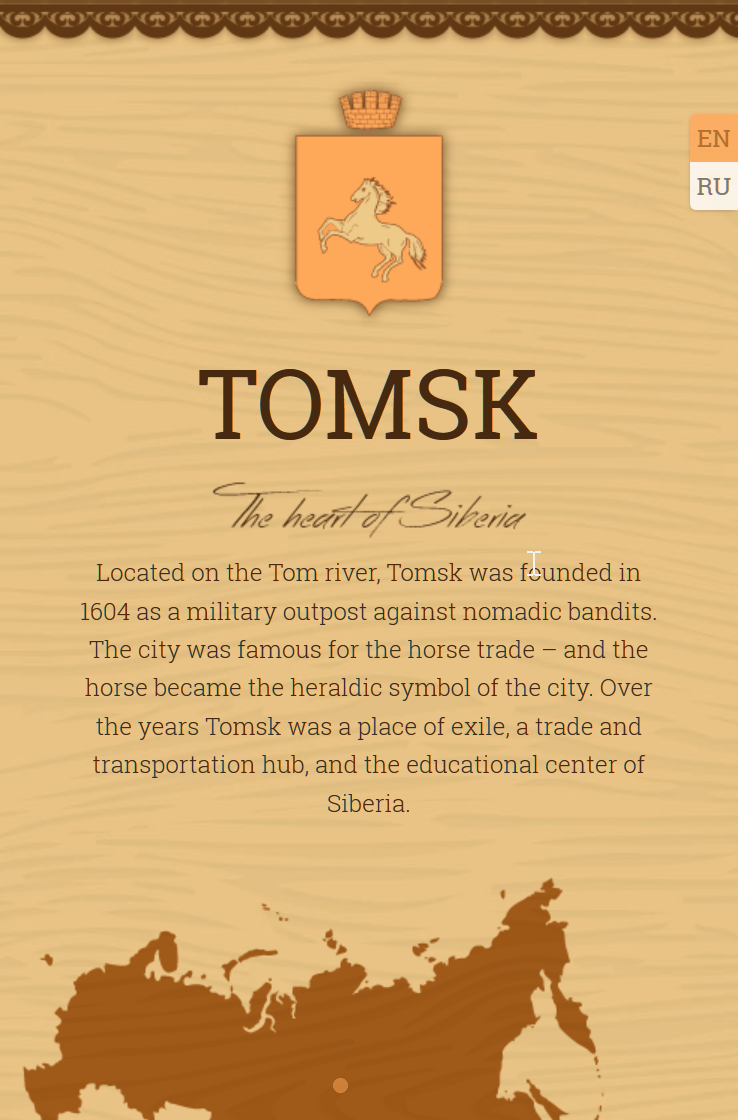 EN
RU
TOMSK
The heart of Siberia
Located on the Tom river, Tomsk was founded in
1604 as a military outpost against nomadic bandits.
The city was famous for the horse trade – and the
horse became the heraldic symbol of the city. Over
the years Tomsk was a place of exile, a trade and
transportation hub, and the educational center of
Siberia.